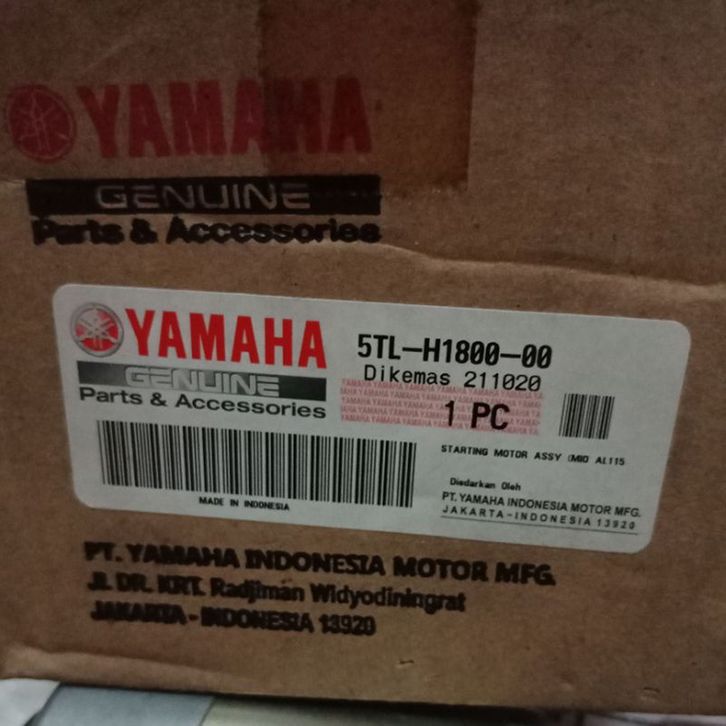 YAMAHA
GENUINE
Parts & Accessories
YAMAHA
GENUINE
Parts & Accessories
5TL-H1800-00
Dikemas 211020
1 PC
STARTING MOTOR ASSY (MIO AL115
MADE IN INDONESIA
Diedarkan Oleh
PT. YAMAHA INDONESIA MOTOR MFG.
JAKARTA-INDONESIA 13920
PT. YAMAHA INDONESIA MOTOR MFG.
Jl. DR. KRT. Radjiman Widyodiningrat
JAKARTA - INDONESIA 13920